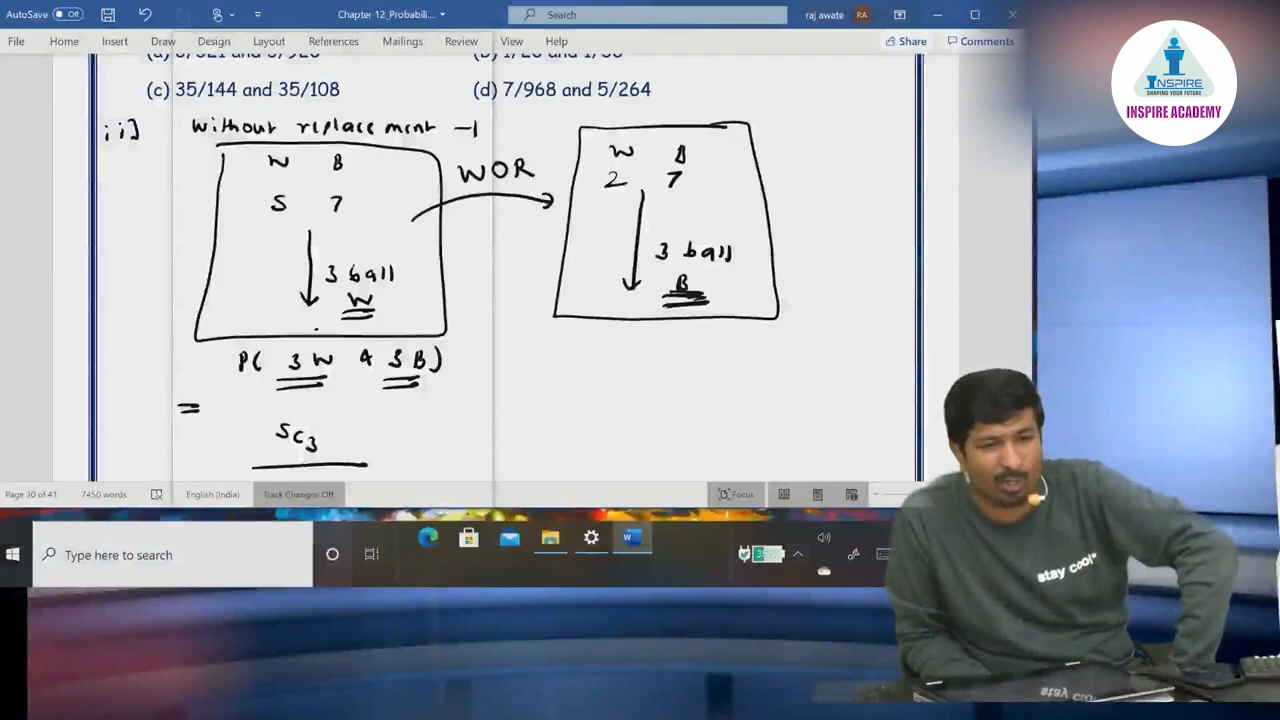 AutoSave Off
Chapter 12_Probabili...
Search
raj awate RA
File Home Insert Draw Design Layout References Mailings Review View Help Share Comments
(c) 35/144 and 35/108 (d) 7/968 and 5/264
ii] without replacement -1
W B
5 7
3 ball
W
WOR
W B
2 7
3 ball
B
P( 3W & 3B)
=
5C3
Page 30 of 41 7450 words English (India) Track Changes: Off Focus
Type here to search
INSPIRE
SHAPING YOUR FUTURE
INSPIRE ACADEMY
stay cool